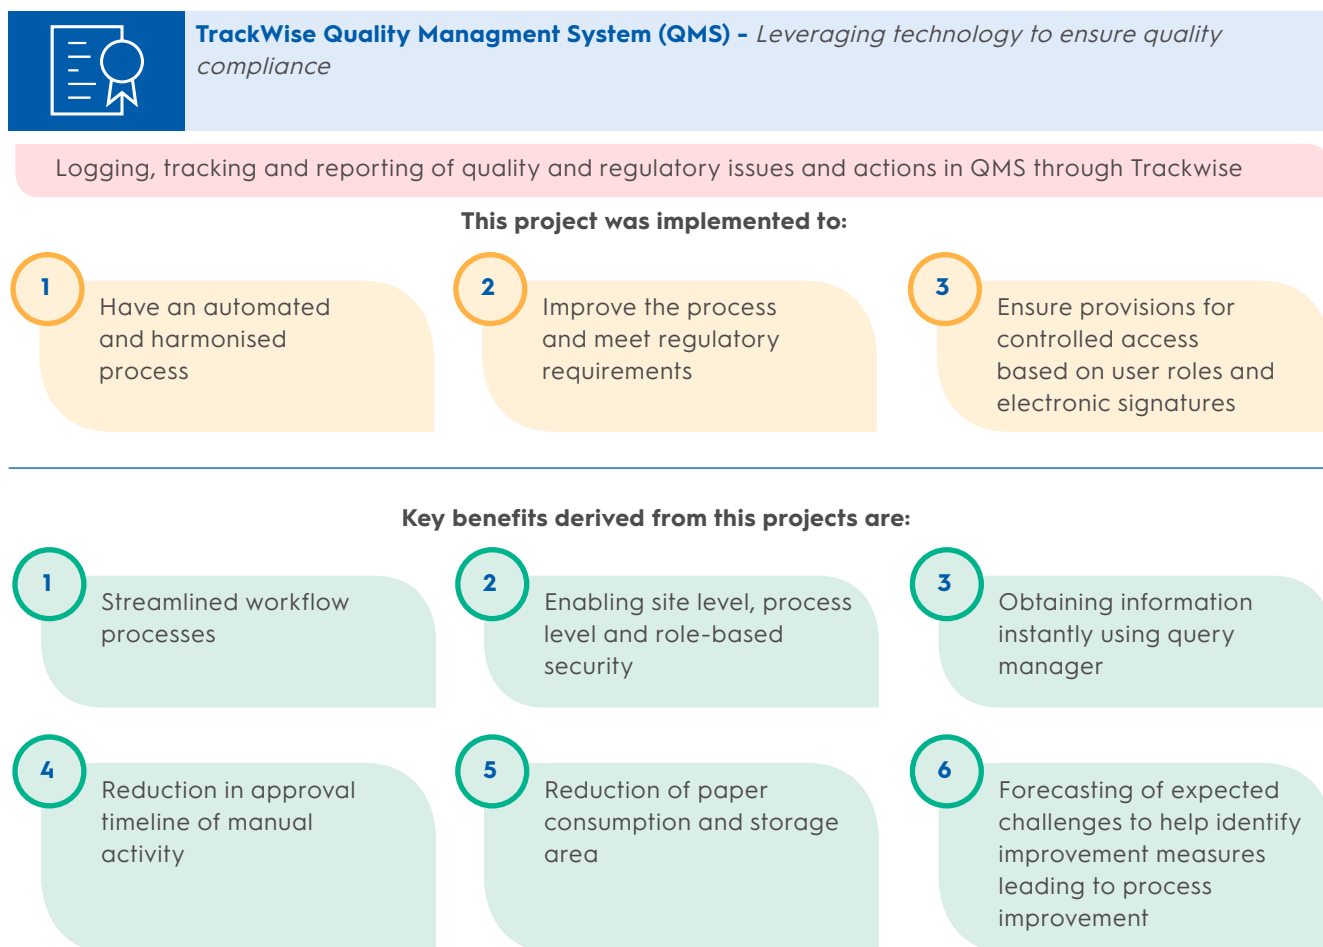 TrackWise Quality Managment System (QMS) - Leveraging technology to ensure quality
compliance
Logging, tracking and reporting of quality and regulatory issues and actions in QMS through Trackwise
This project was implemented to:
1
Have an automated
and harmonised
process
2
Improve the process
and meet regulatory
requirements
3
Ensure provisions for
controlled access
based on user roles and
electronic signatures
Key benefits derived from this projects are:
1
Streamlined workflow
processes
2
Enabling site level, process
level and role-based
security
3
Obtaining information
instantly using query
manager
4
Reduction in approval
timeline of manual
activity
5
Reduction of paper
consumption and storage
area
6
Forecasting of expected
challenges to help identify
improvement measures
leading to process
improvement